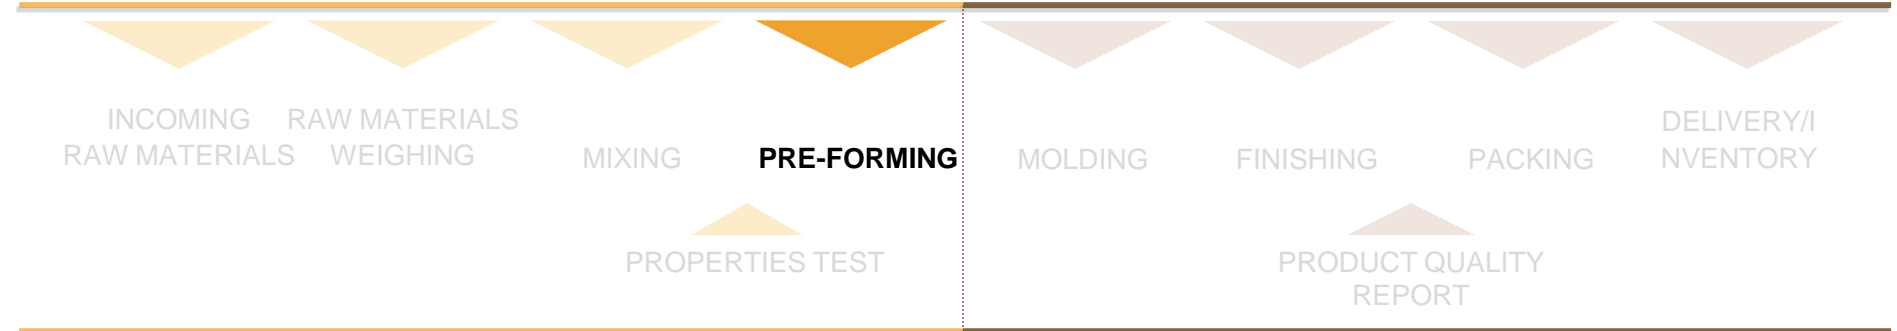 INCOMING
RAW MATERIALS
RAW MATERIALS
WEIGHING
MIXING
PRE-FORMING
MOLDING
FINISHING
PACKING
DELIVERY/I
NVENTORY
PROPERTIES TEST
PRODUCT QUALITY
REPORT